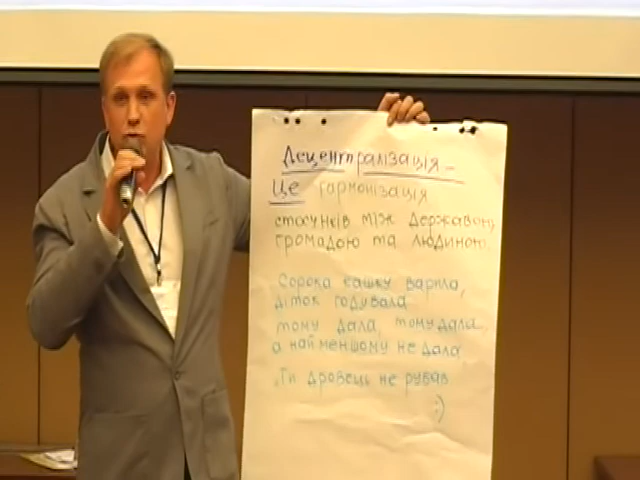 Децентралізація –
це гармонізація
стосунків між державою,
громадою та людиною.
Сорока кашку варила,
діток годувала
тому дала, тому дала
а найменшому не дала
„Ти дровець не рубав
:)